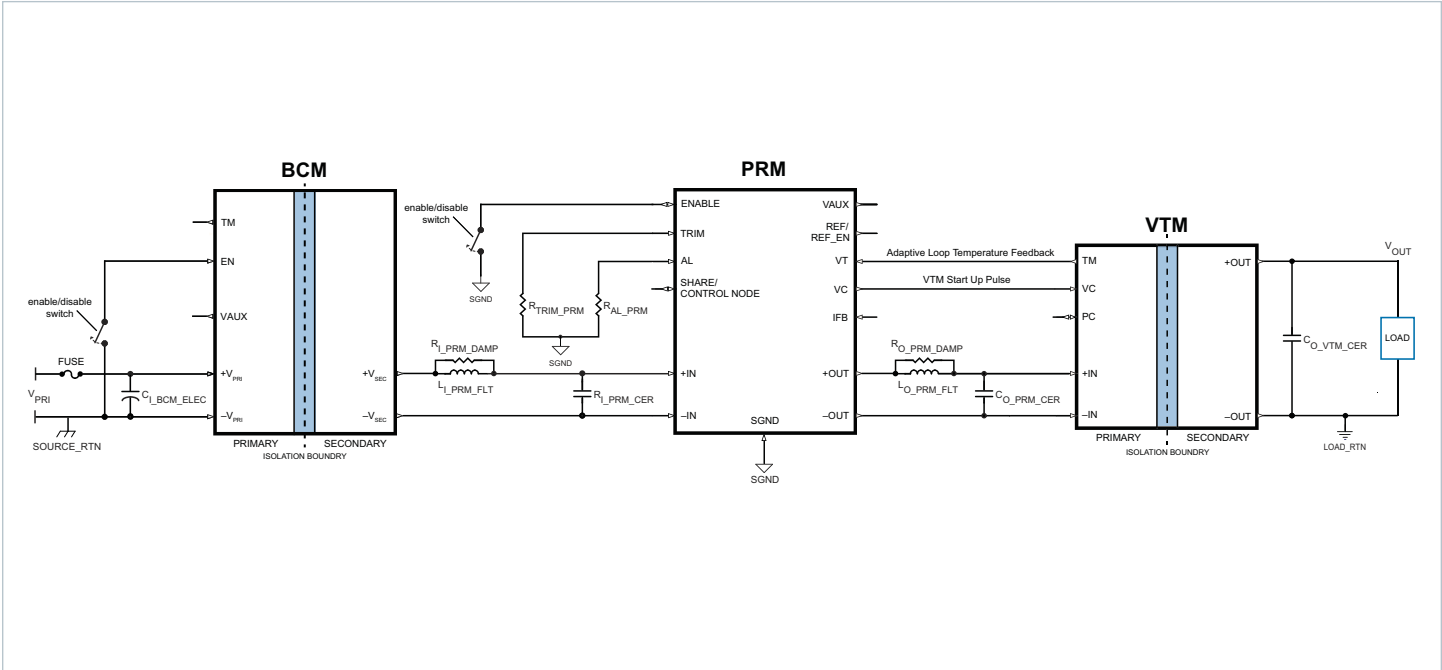 BCM
TM
EN
VAUX
+VPRI
–VPRI
+VSEC
–VSEC
PRIMARY
SECONDARY
ISOLATION BOUNDRY
enable/disable
switch
FUSE
VPRI
CI_BCM_ELEC
SOURCE_RTN
RI_PRM_DAMP
LI_PRM_FLT
RI_PRM_CER
enable/disable
switch
SGND
RTRIM_PRM
RAL_PRM
SGND
PRM
ENABLE
TRIM
AL
SHARE/
CONTROL NODE
+IN
–IN
VAUX
REF/
REF_EN
VT
VC
IFB
+OUT
–OUT
SGND
SGND
Adaptive Loop Temperature Feedback
VTM Start Up Pulse
RO_PRM_DAMP
LO_PRM_FLT
CO_PRM_CER
VTM
TM
VC
PC
+IN
–IN
+OUT
–OUT
PRIMARY
SECONDARY
ISOLATION BOUNDRY
VOUT
CO_VTM_CER
LOAD
LOAD_RTN